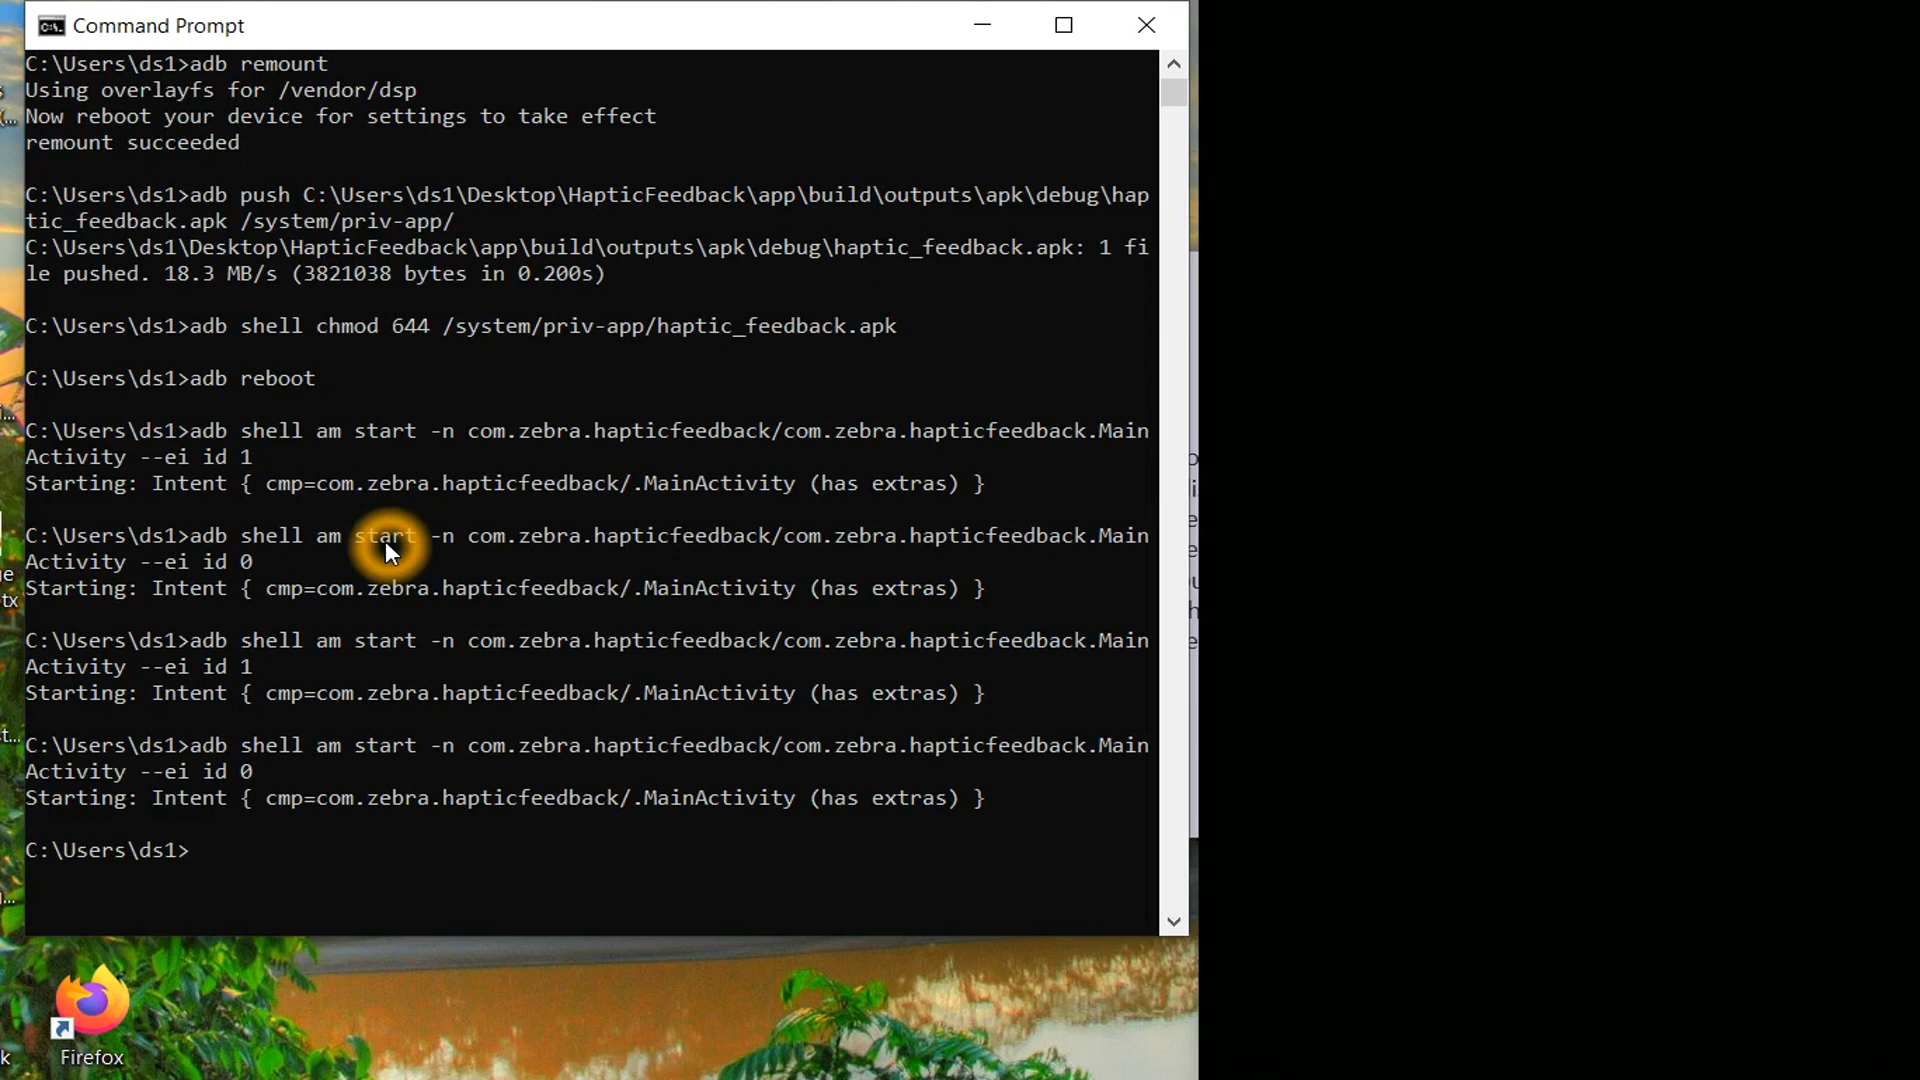 Command Prompt
C:\Users\ds1>adb remount
Using overlayfs for /vendor/dsp
Now reboot your device for settings to take effect
remount succeeded
C:\Users\ds1>adb push C:\Users\ds1\Desktop\HapticFeedback\app\build\outputs\apk\debug\hap
tic_feedback.apk /system/priv-app/
C:\Users\ds1\Desktop\HapticFeedback\app\build\outputs\apk\debug\haptic_feedback.apk: 1 fi
le pushed. 18.3 MB/s (3821038 bytes in 0.200s)
C:\Users\ds1>adb shell chmod 644 /system/priv-app/haptic_feedback.apk
C:\Users\ds1>adb reboot
C:\Users\ds1>adb shell am start -n com.zebra.hapticfeedback/com.zebra.hapticfeedback.Main
Activity --ei id 1
Starting: Intent { cmp=com.zebra.hapticfeedback/.MainActivity (has extras) }
C:\Users\ds1>adb shell am start -n com.zebra.hapticfeedback/com.zebra.hapticfeedback.Main
Activity --ei id 0
Starting: Intent { cmp=com.zebra.hapticfeedback/.MainActivity (has extras) }
C:\Users\ds1>adb shell am start -n com.zebra.hapticfeedback/com.zebra.hapticfeedback.Main
Activity --ei id 1
Starting: Intent { cmp=com.zebra.hapticfeedback/.MainActivity (has extras) }
C:\Users\ds1>adb shell am start -n com.zebra.hapticfeedback/com.zebra.hapticfeedback.Main
Activity --ei id 0
Starting: Intent { cmp=com.zebra.hapticfeedback/.MainActivity (has extras) }
C:\Users\ds1>
Firefox